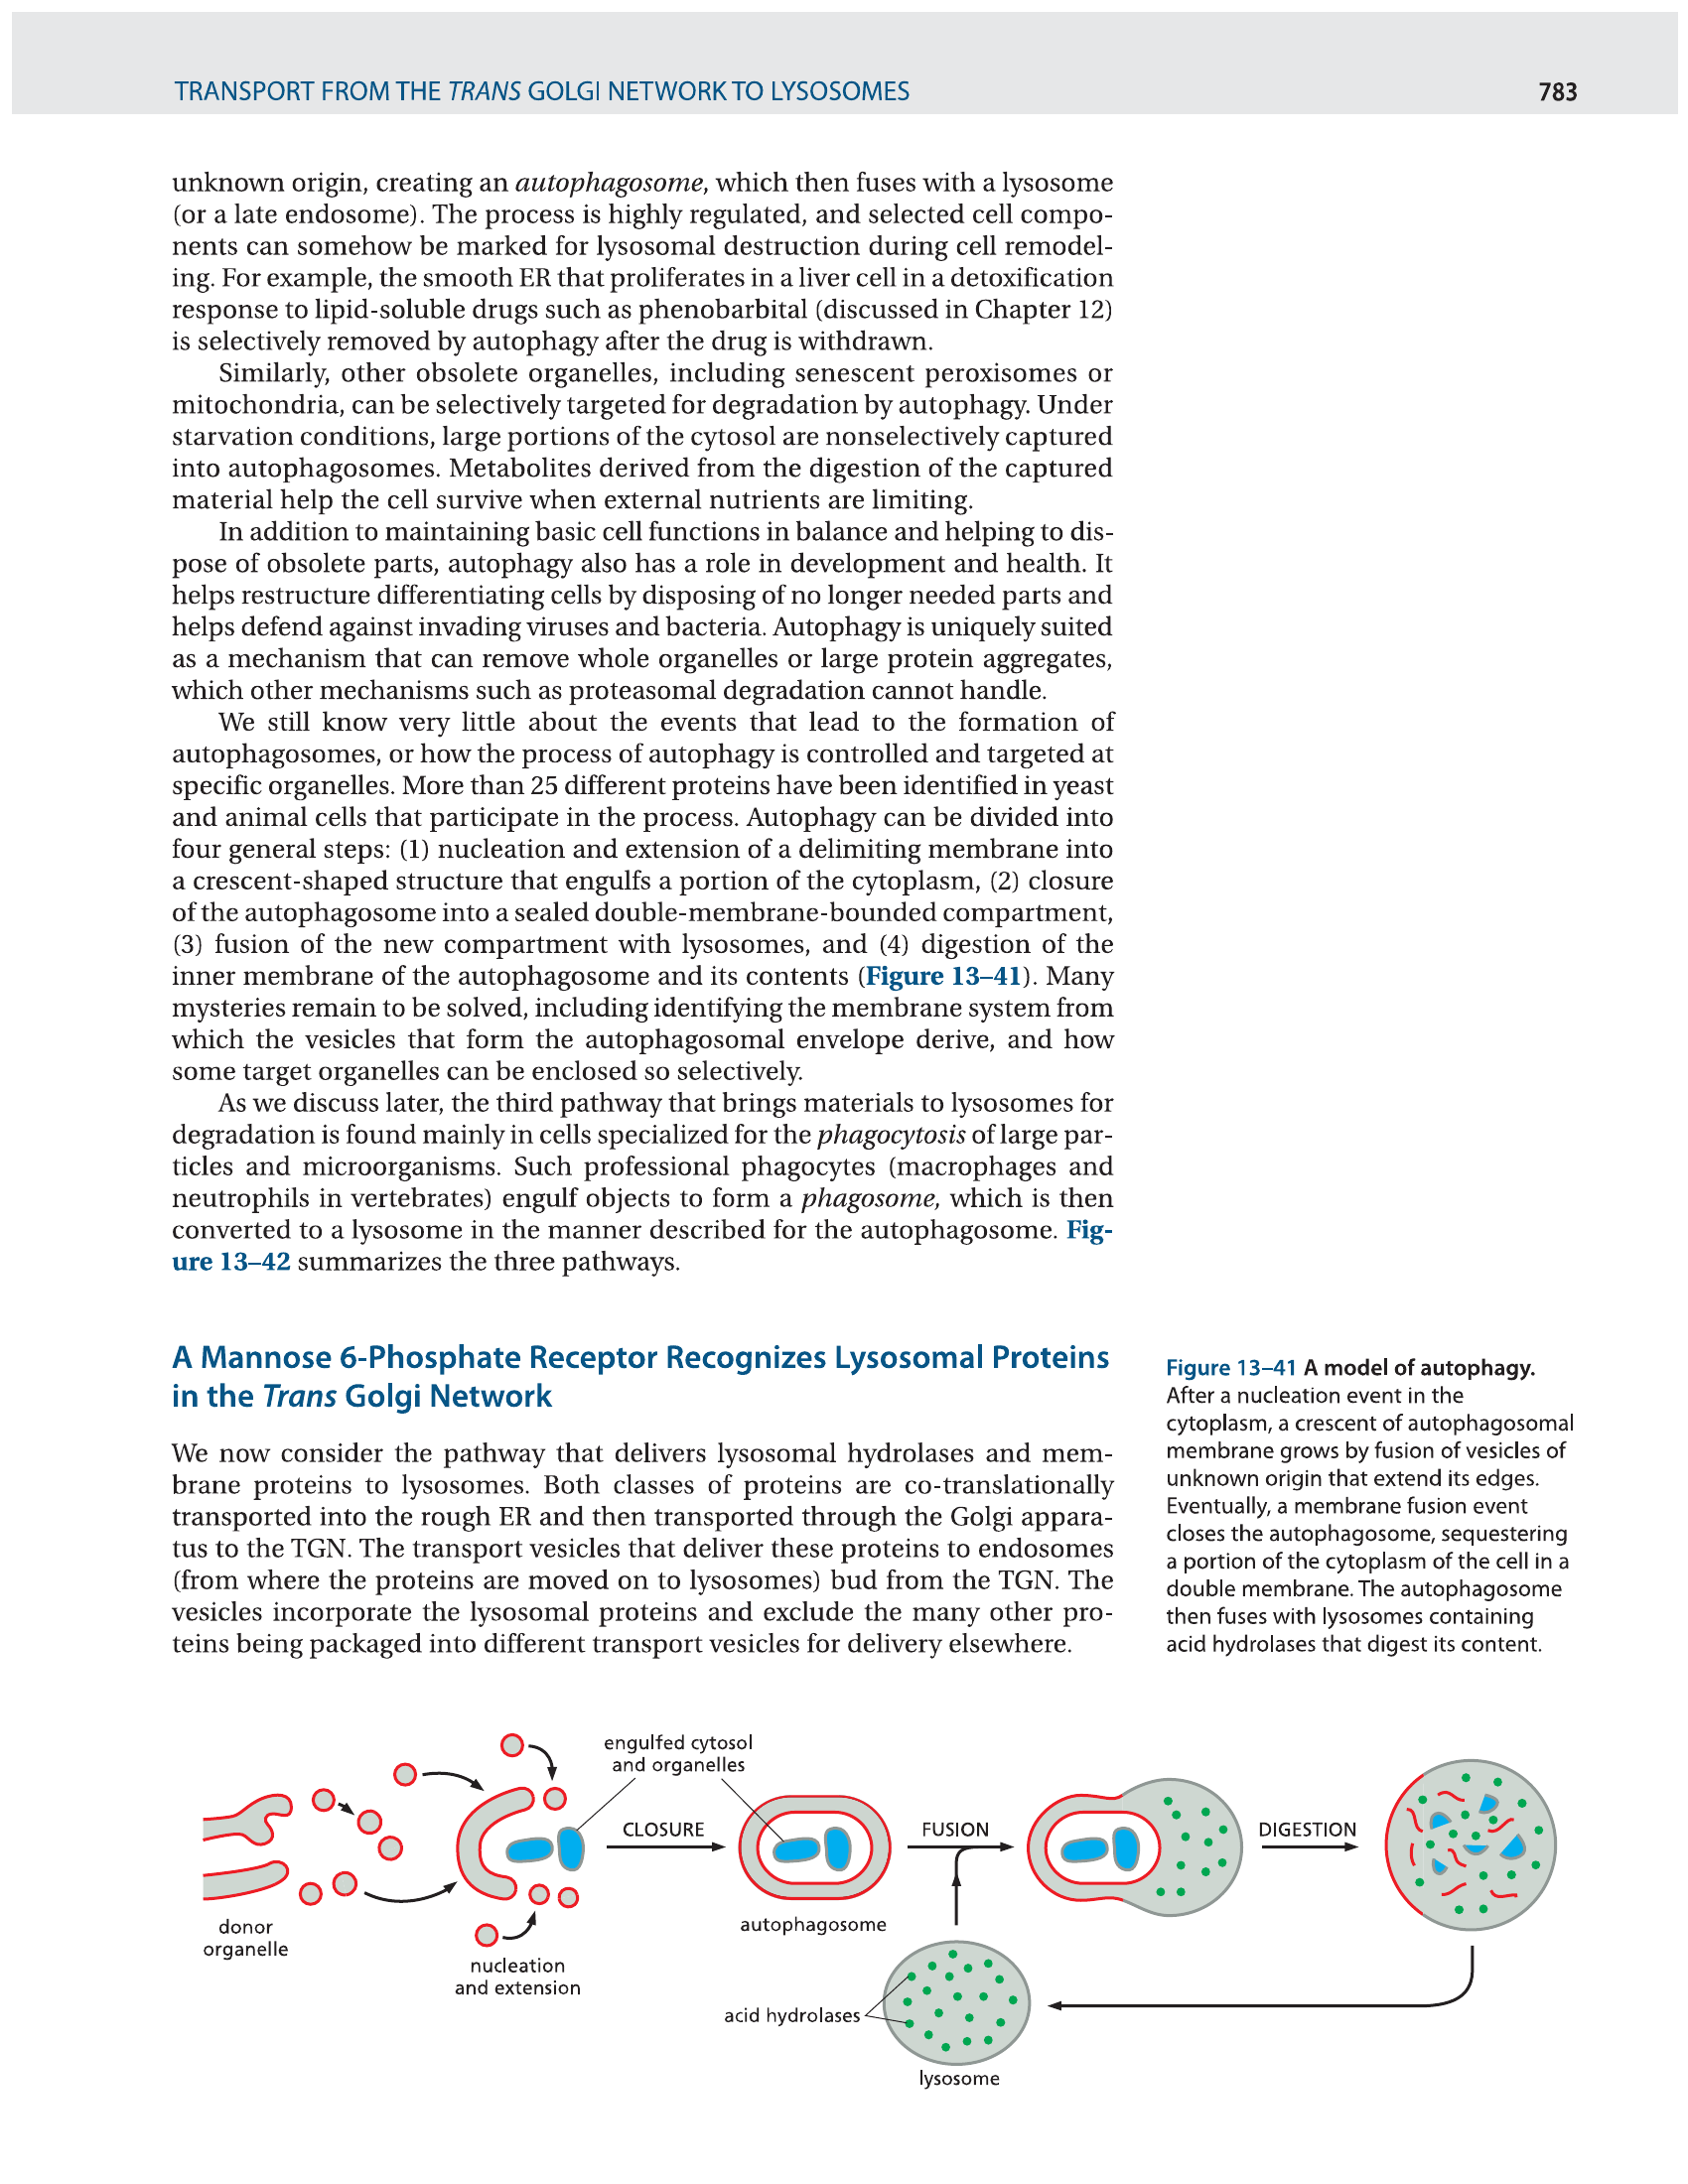 TRANSPORT FROM THE TRANS GOLGI NETWORK TO LYSOSOMES
783
unknown origin, creating an autophagosome, which then fuses with a lysosome
(or a late endosome). The process is highly regulated, and selected cell compo-
nents can somehow be marked for lysosomal destruction during cell remodel-
ing. For example, the smooth ER that proliferates in a liver cell in a detoxification
response to lipid-soluble drugs such as phenobarbital (discussed in Chapter 12)
is selectively removed by autophagy after the drug is withdrawn.
Similarly, other obsolete organelles, including senescent peroxisomes or
mitochondria, can be selectively targeted for degradation by autophagy. Under
starvation conditions, large portions of the cytosol are nonselectively captured
into autophagosomes. Metabolites derived from the digestion of the captured
material help the cell survive when external nutrients are limiting.
In addition to maintaining basic cell functions in balance and helping to dis-
pose of obsolete parts, autophagy also has a role in development and health. It
helps restructure differentiating cells by disposing of no longer needed parts and
helps defend against invading viruses and bacteria. Autophagy is uniquely suited
as a mechanism that can remove whole organelles or large protein aggregates,
which other mechanisms such as proteasomal degradation cannot handle.
We still know very little about the events that lead to the formation of
autophagosomes, or how the process of autophagy is controlled and targeted at
specific organelles. More than 25 different proteins have been identified in yeast
and animal cells that participate in the process. Autophagy can be divided into
four general steps: (1) nucleation and extension of a delimiting membrane into
a crescent-shaped structure that engulfs a portion of the cytoplasm, (2) closure
of the autophagosome into a sealed double-membrane-bounded compartment,
(3) fusion of the new compartment with lysosomes, and (4) digestion of the
inner membrane of the autophagosome and its contents (Figure 13–41). Many
mysteries remain to be solved, including identifying the membrane system from
which the vesicles that form the autophagosomal envelope derive, and how
some target organelles can be enclosed so selectively.
As we discuss later, the third pathway that brings materials to lysosomes for
degradation is found mainly in cells specialized for the phagocytosis of large par-
ticles and microorganisms. Such professional phagocytes (macrophages and
neutrophils in vertebrates) engulf objects to form a phagosome, which is then
converted to a lysosome in the manner described for the autophagosome. Fig-
ure 13–42 summarizes the three pathways.
A Mannose 6-Phosphate Receptor Recognizes Lysosomal Proteins
in the Trans Golgi Network
We now consider the pathway that delivers lysosomal hydrolases and mem-
brane proteins to lysosomes. Both classes of proteins are co-translationally
transported into the rough ER and then transported through the Golgi appara-
tus to the TGN. The transport vesicles that deliver these proteins to endosomes
(from where the proteins are moved on to lysosomes) bud from the TGN. The
vesicles incorporate the lysosomal proteins and exclude the many other pro-
teins being packaged into different transport vesicles for delivery elsewhere.
Figure 13–41 A model of autophagy.
After a nucleation event in the
cytoplasm, a crescent of autophagosomal
membrane grows by fusion of vesicles of
unknown origin that extend its edges.
Eventually, a membrane fusion event
closes the autophagosome, sequestering
a portion of the cytoplasm of the cell in a
double membrane. The autophagosome
then fuses with lysosomes containing
acid hydrolases that digest its content.
engulfed cytosol
and organelles
CLOSURE
FUSION
DIGESTION
donor
organelle
autophagosome
nucleation
and extension
acid hydrolases
lysosome